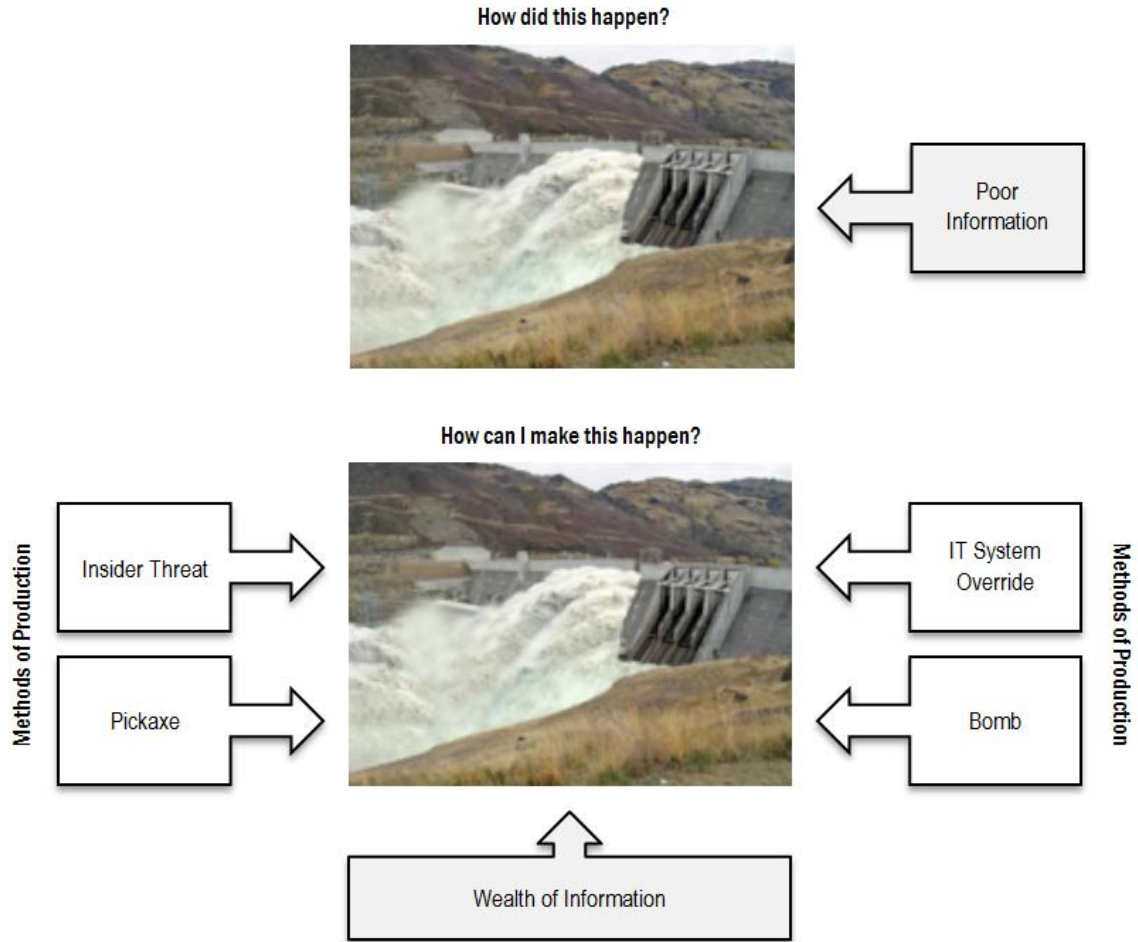 How did this happen?
Poor
Information
How can I make this happen?
Methods of Production
Insider Threat
IT System
Override
Methods of Production
Pickaxe
Bomb
Wealth of Information